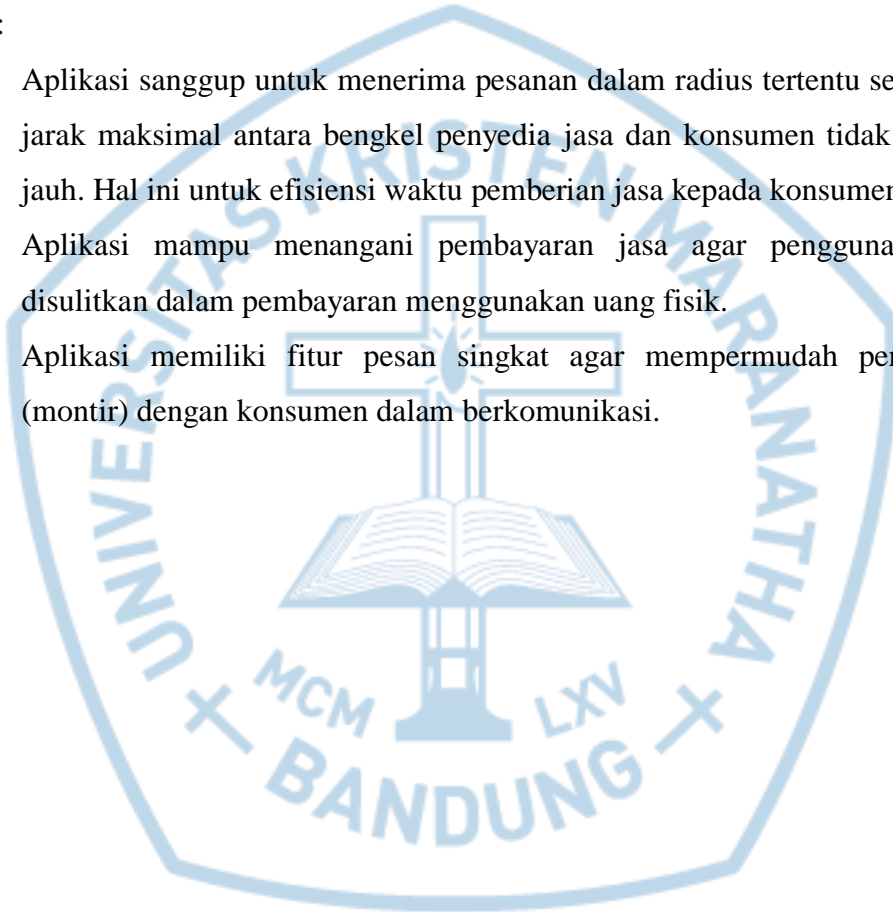 :
Aplikasi sanggup untuk menerima pesanan dalam radius tertentu se
jarak maksimal antara bengkel penyedia jasa dan konsumen tidak
jauh. Hal ini untuk efisiensi waktu pemberian jasa kepada konsumen
Aplikasi mampu menangani pembayaran jasa agar pengguna
disulitkan dalam pembayaran menggunakan uang fisik.
Aplikasi memiliki fitur pesan singkat agar mempermudah per
(montir) dengan konsumen dalam berkomunikasi.
UNIVERSITAS KRISTEN MARANATHA
MCM LXV
BANDUNG